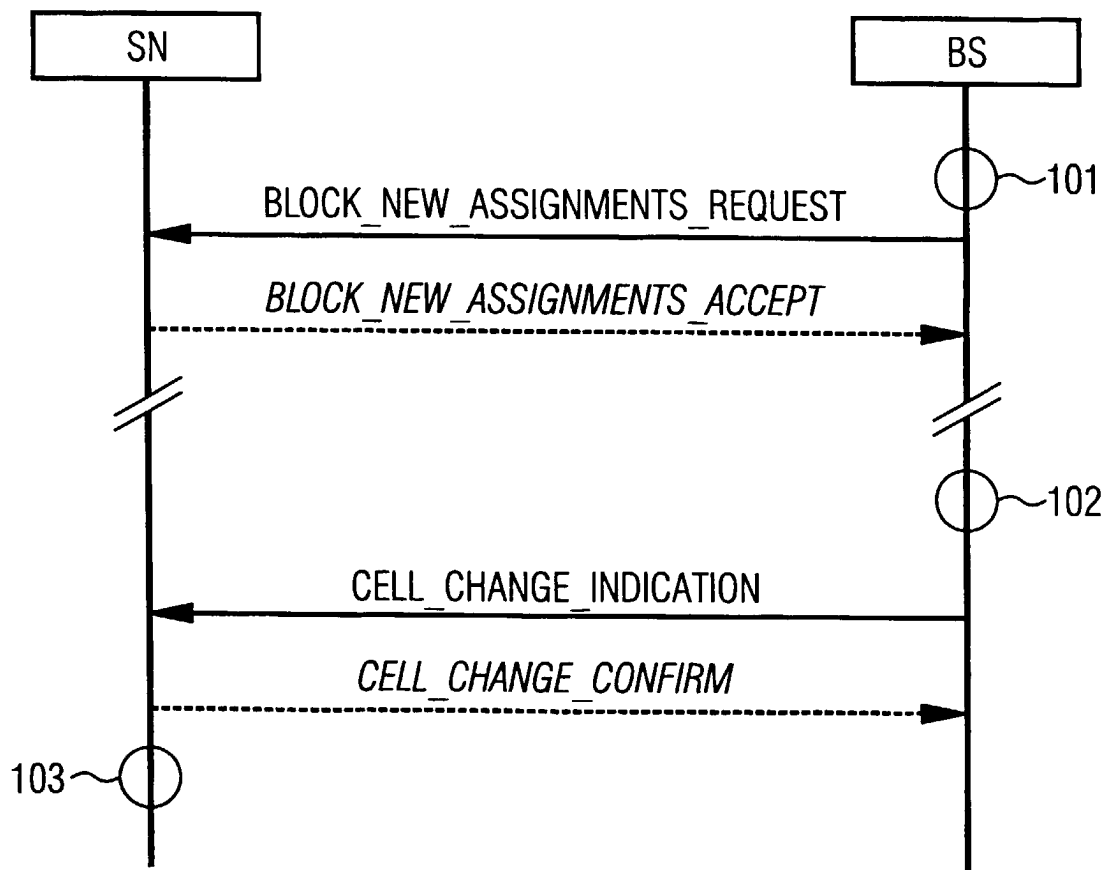 SN
BS
101
BLOCK_NEW_ASSIGNMENTS_REQUEST
BLOCK_NEW_ASSIGNMENTS_ACCEPT
102
CELL_CHANGE_INDICATION
CELL_CHANGE_CONFIRM
103